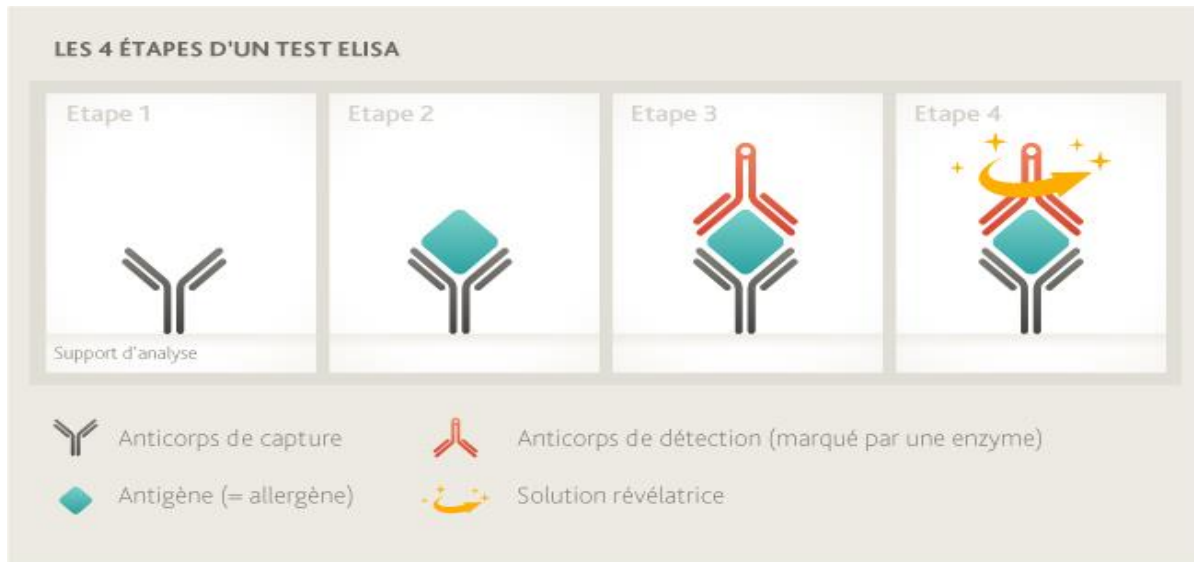 LES 4 ÉTAPES D'UN TEST ELISA
Etape 1
Etape 2
Etape 3
Etape 4
Support d'analyse
Anticorps de capture
Anticorps de détection (marqué par une enzyme)
Antigène (= allergène)
Solution révélatrice